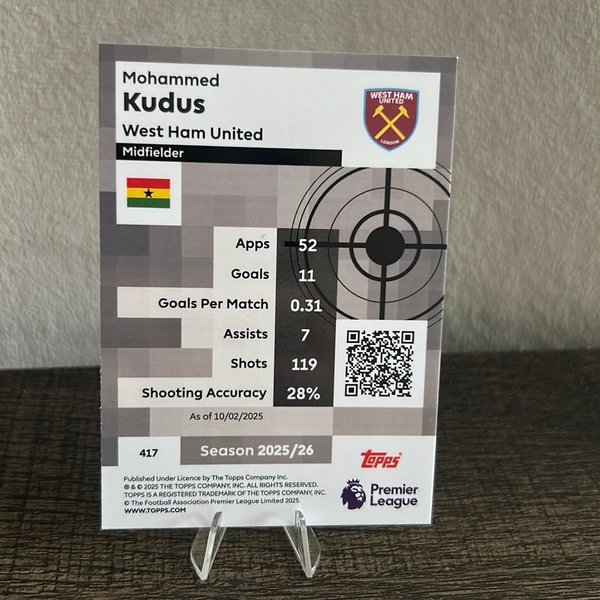 Mohammed
Kudus
West Ham United
Midfielder
WEST HAM
UNITED
LONDON
Apps 52
Goals 11
Goals Per Match 0.31
Assists 7
Shots 119
Shooting Accuracy 28%
As of 10/02/2025
417 Season 2025/26
topps
Published Under Licence by The Topps Company Inc.
® & © 2025 THE TOPPS COMPANY, INC. ALL RIGHTS RESERVED.
TOPPS IS A REGISTERED TRADEMARK OF THE TOPPS COMPANY, INC.
© The Football Association Premier League Limited 2025.
WWW.TOPPS.COM
Premier
League